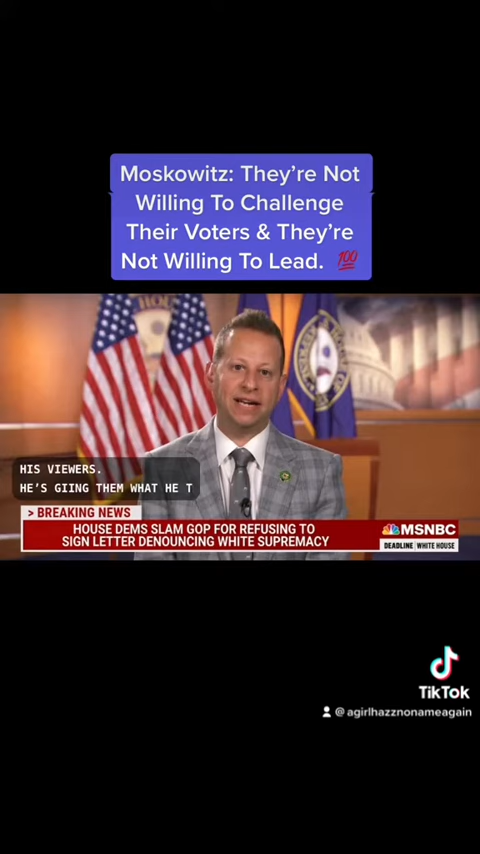 Moskowitz: They're Not
Willing To Challenge
Their Voters & They're
Not Willing To Lead. 💯
HIS VIEWERS.
HE'S GIING THEM WHAT HE T
> BREAKING NEWS
HOUSE DEMS SLAM GOP FOR REFUSING TO
SIGN LETTER DENOUNCING WHITE SUPREMACY
MSNBC
DEADLINE | WHITE HOUSE
TikTok
@agirlhazznonameagain